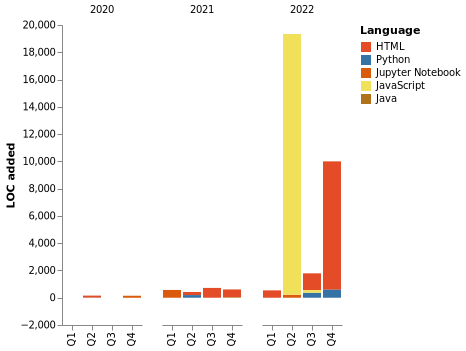 2020 2021 2022
20,000
18,000
16,000
14,000
12,000
10,000
8,000
6,000
4,000
2,000
0
−2,000
LOC added
Q1 Q2 Q3 Q4 Q1 Q2 Q3 Q4 Q1 Q2 Q3 Q4
Language
HTML
Python
Jupyter Notebook
JavaScript
Java